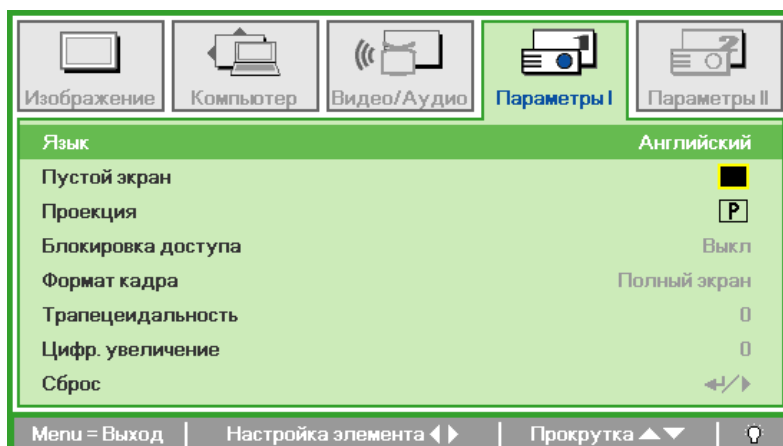 Изображение Компьютер Видео/Аудио Параметры I Параметры II
Язык Английский
Пустой экран
Проекция P
Блокировка доступа Выкл
Формат кадра Полный экран
Трапецеидальность 0
Цифр. увеличение 0
Сброс
Menu = Выход Настройка элемента Прокрутка